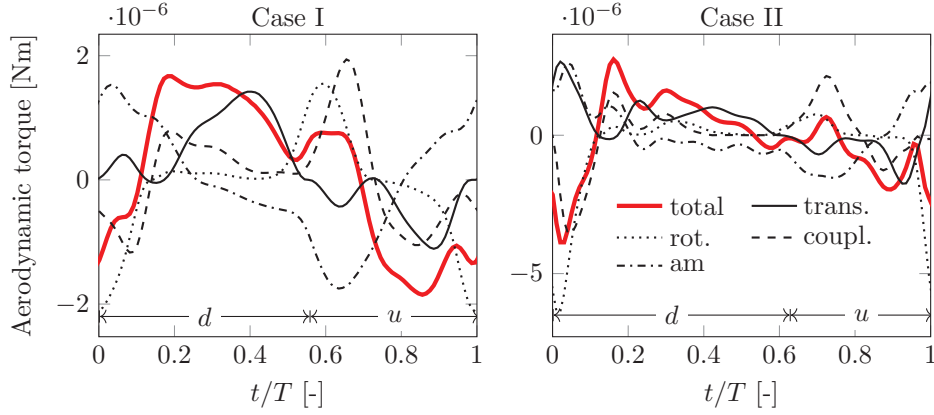 ·10⁻⁶ Case I
2
0
−2
Aerodynamic torque [Nm]
d u
0 0.2 0.4 0.6 0.8 1
t/T [-]
·10⁻⁶ Case II
0
−5
total trans.
rot. coupl.
am
d u
0 0.2 0.4 0.6 0.8 1
t/T [-]